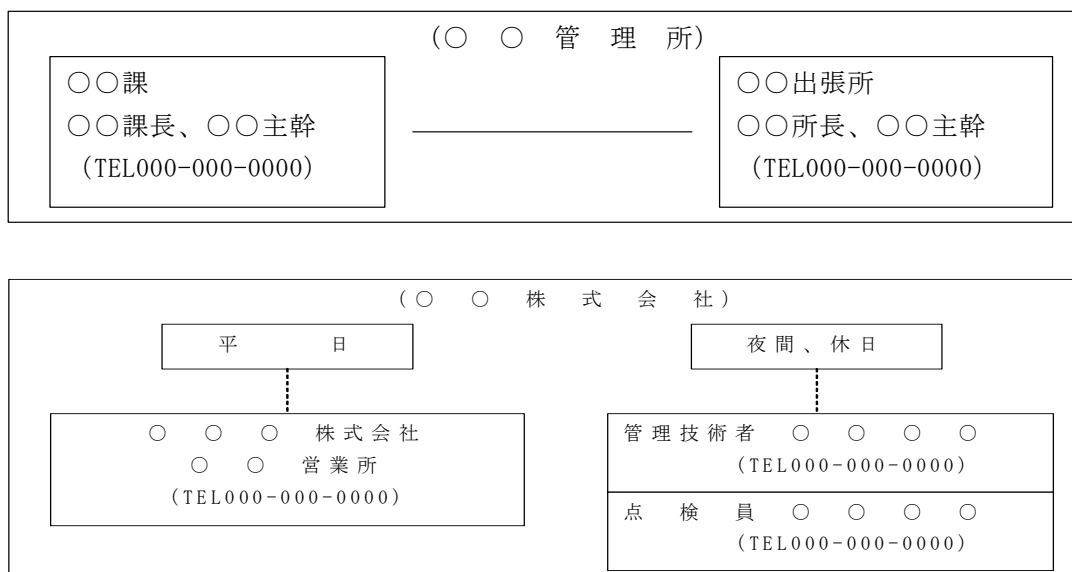 (○ ○ 管 理 所)
○○課
○○課長、○○主幹
(TEL000-000-0000)
○○出張所
○○所長、○○主幹
(TEL000-000-0000)
(○ ○ 株 式 会 社)
平 日
○ ○ ○ 株式会社
○ ○ 営業所
(TEL000-000-0000)
夜間、休日
管理技術者 ○ ○ ○ ○
(TEL000-000-0000)
点 検 員 ○ ○ ○ ○
(TEL000-000-0000)